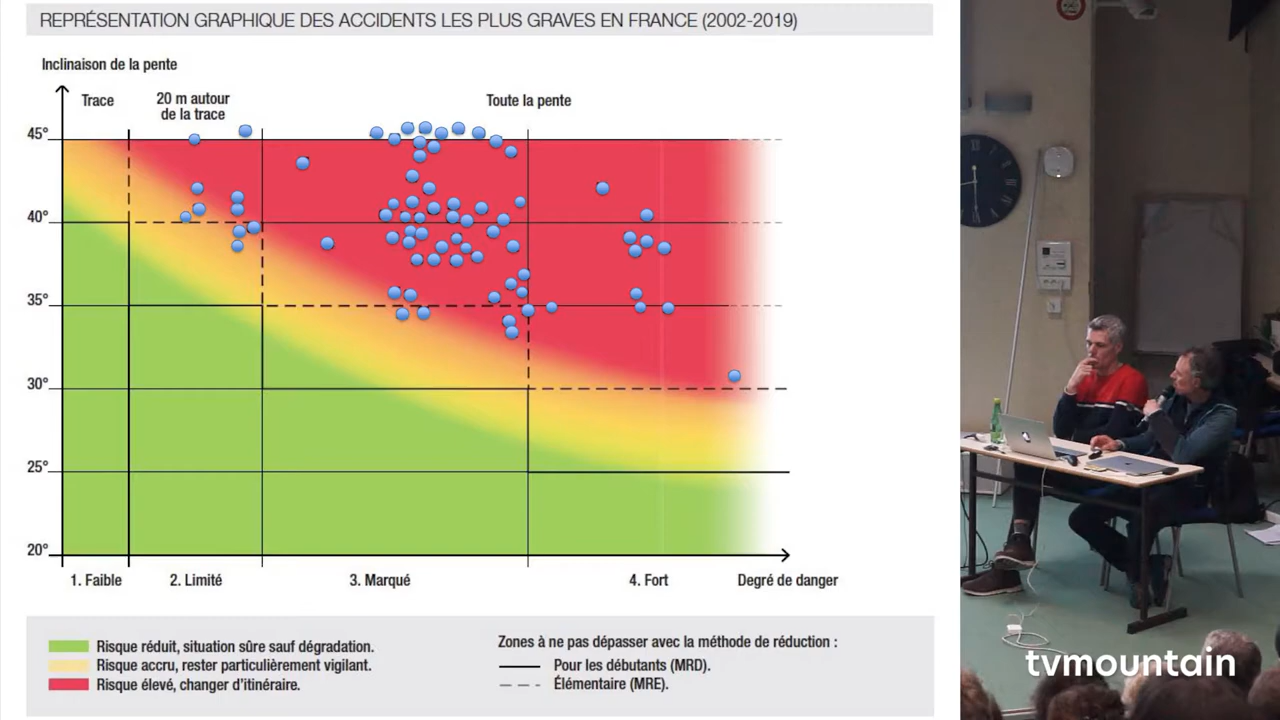 REPRÉSENTATION GRAPHIQUE DES ACCIDENTS LES PLUS GRAVES EN FRANCE (2002-2019)
Inclinaison de la pente
Trace
20 m autour
de la trace
Toute la pente
45°
40°
35°
30°
25°
20°
1. Faible
2. Limité
3. Marqué
4. Fort
Degré de danger
Risque réduit, situation sûre sauf dégradation.
Risque accru, rester particulièrement vigilant.
Risque élevé, changer d'itinéraire.
Zones à ne pas dépasser avec la méthode de réduction :
Pour les débutants (MRD).
Élémentaire (MRE).
tvmountain